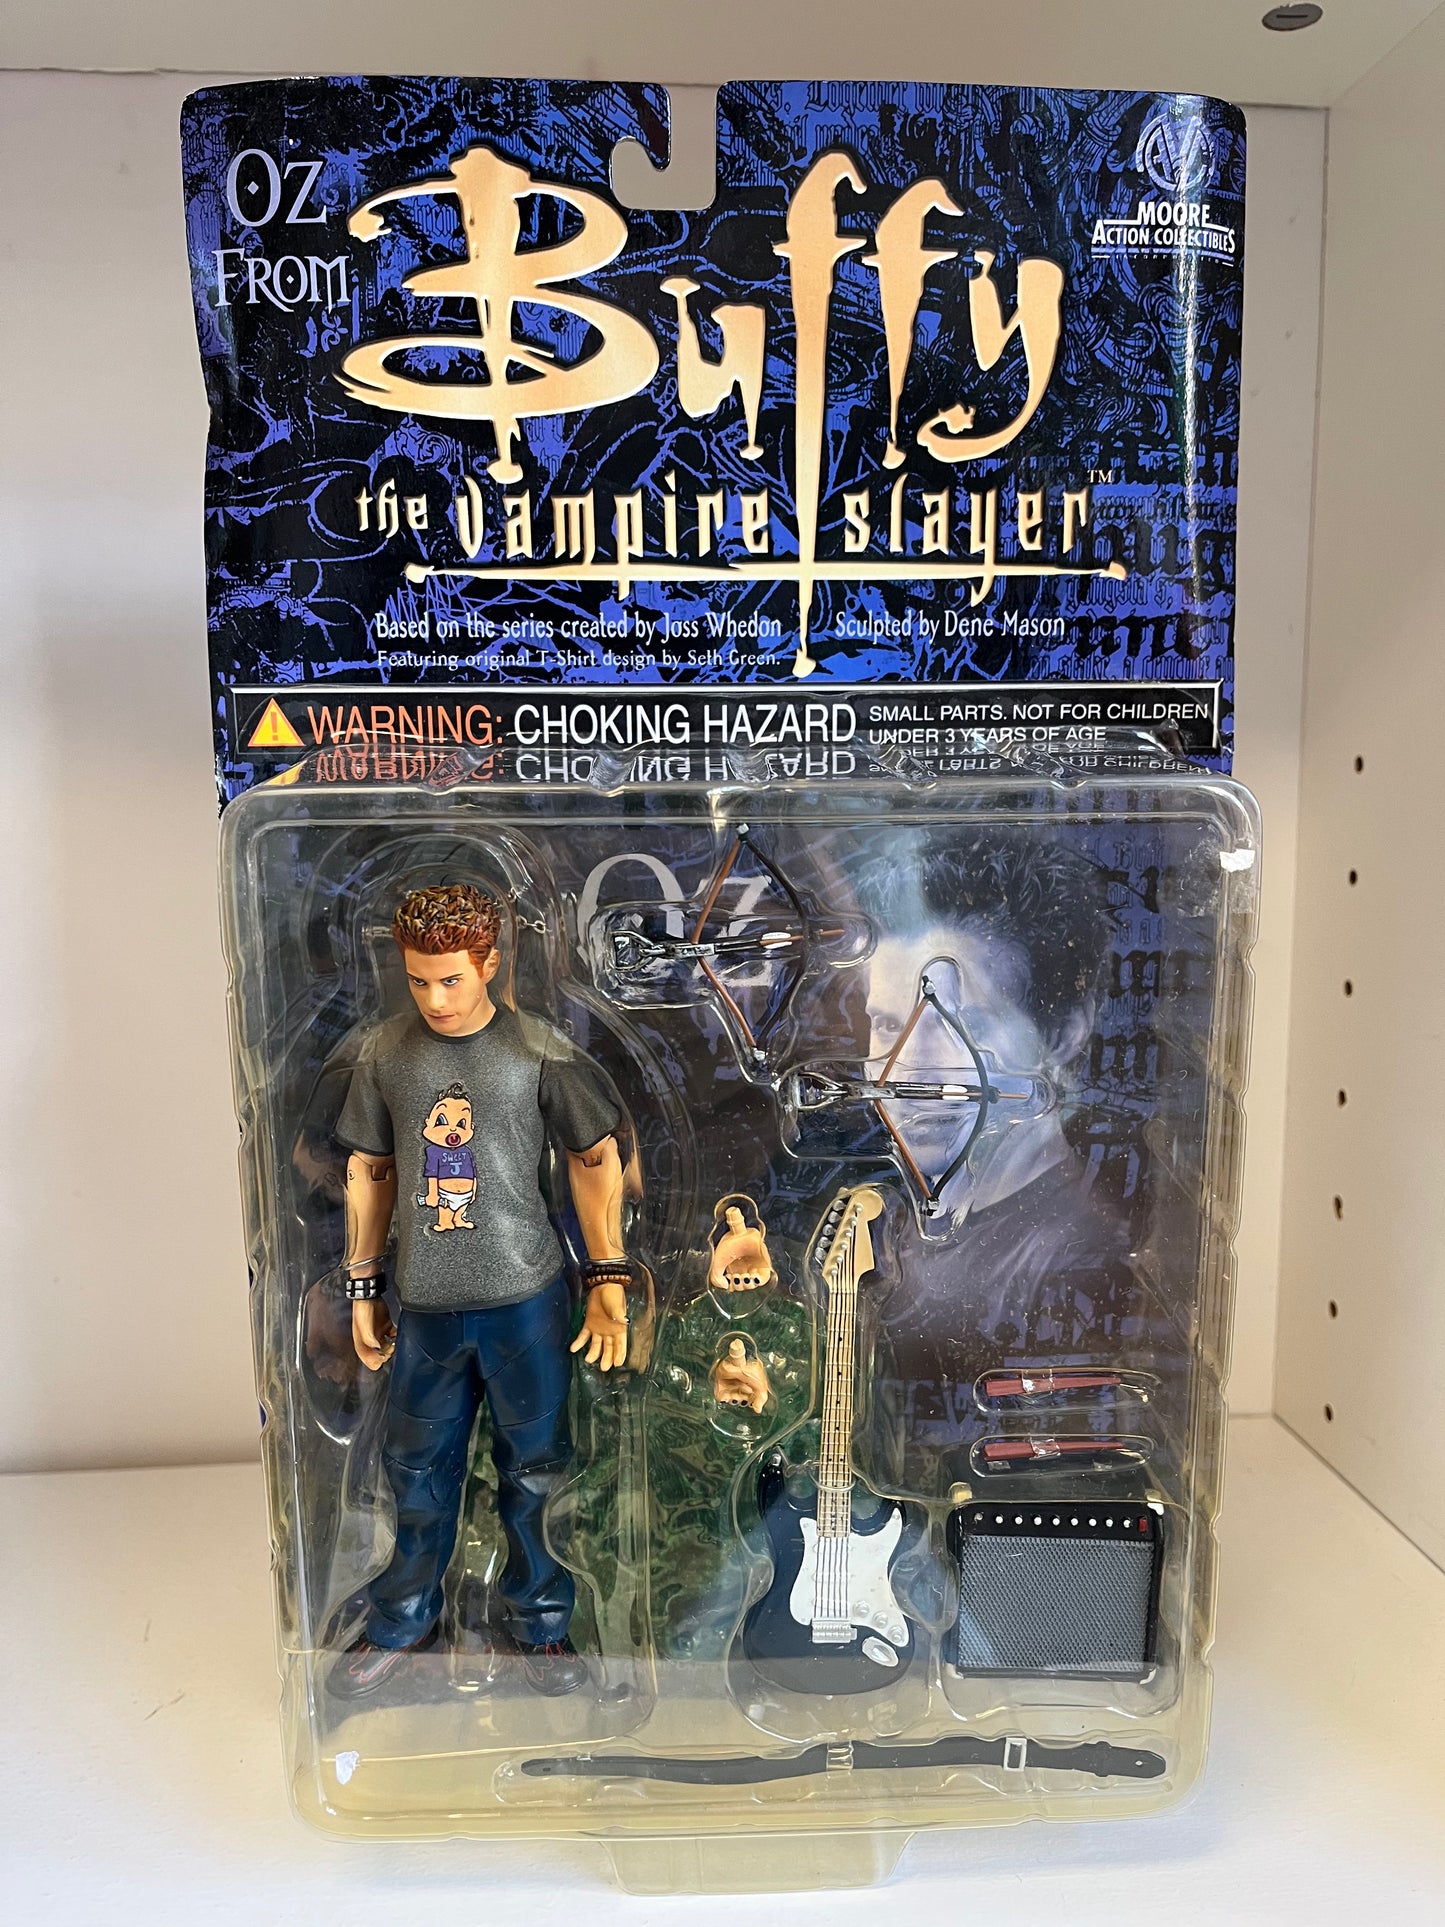 Oz
From
Buffy
the vampire slayer™
MOORE
ACTION COLLECTIBLES
INCORPORATED
Based on the series created by Joss Whedon
Sculpted by Dene Mason
Featuring original T-Shirt design by Seth Green.
WARNING: CHOKING HAZARD
SMALL PARTS. NOT FOR CHILDREN
UNDER 3 YEARS OF AGE
Oz
SWEET
J